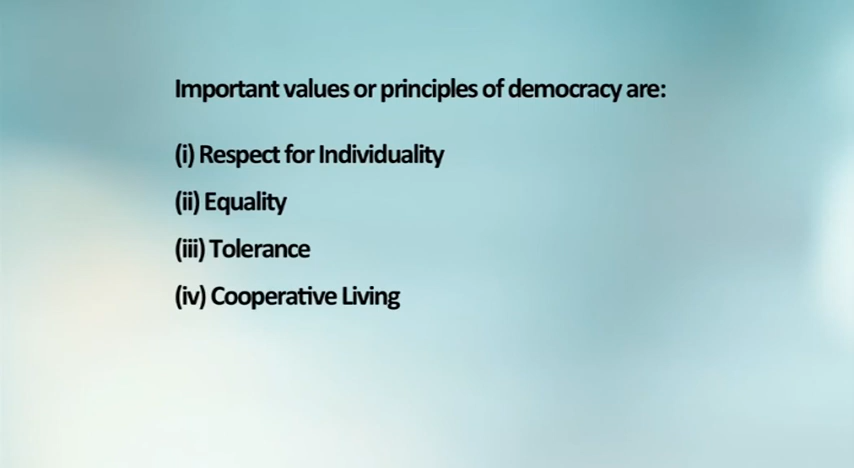 Important values or principles of democracy are:
(i) Respect for Individuality
(ii) Equality
(iii) Tolerance
(iv) Cooperative Living